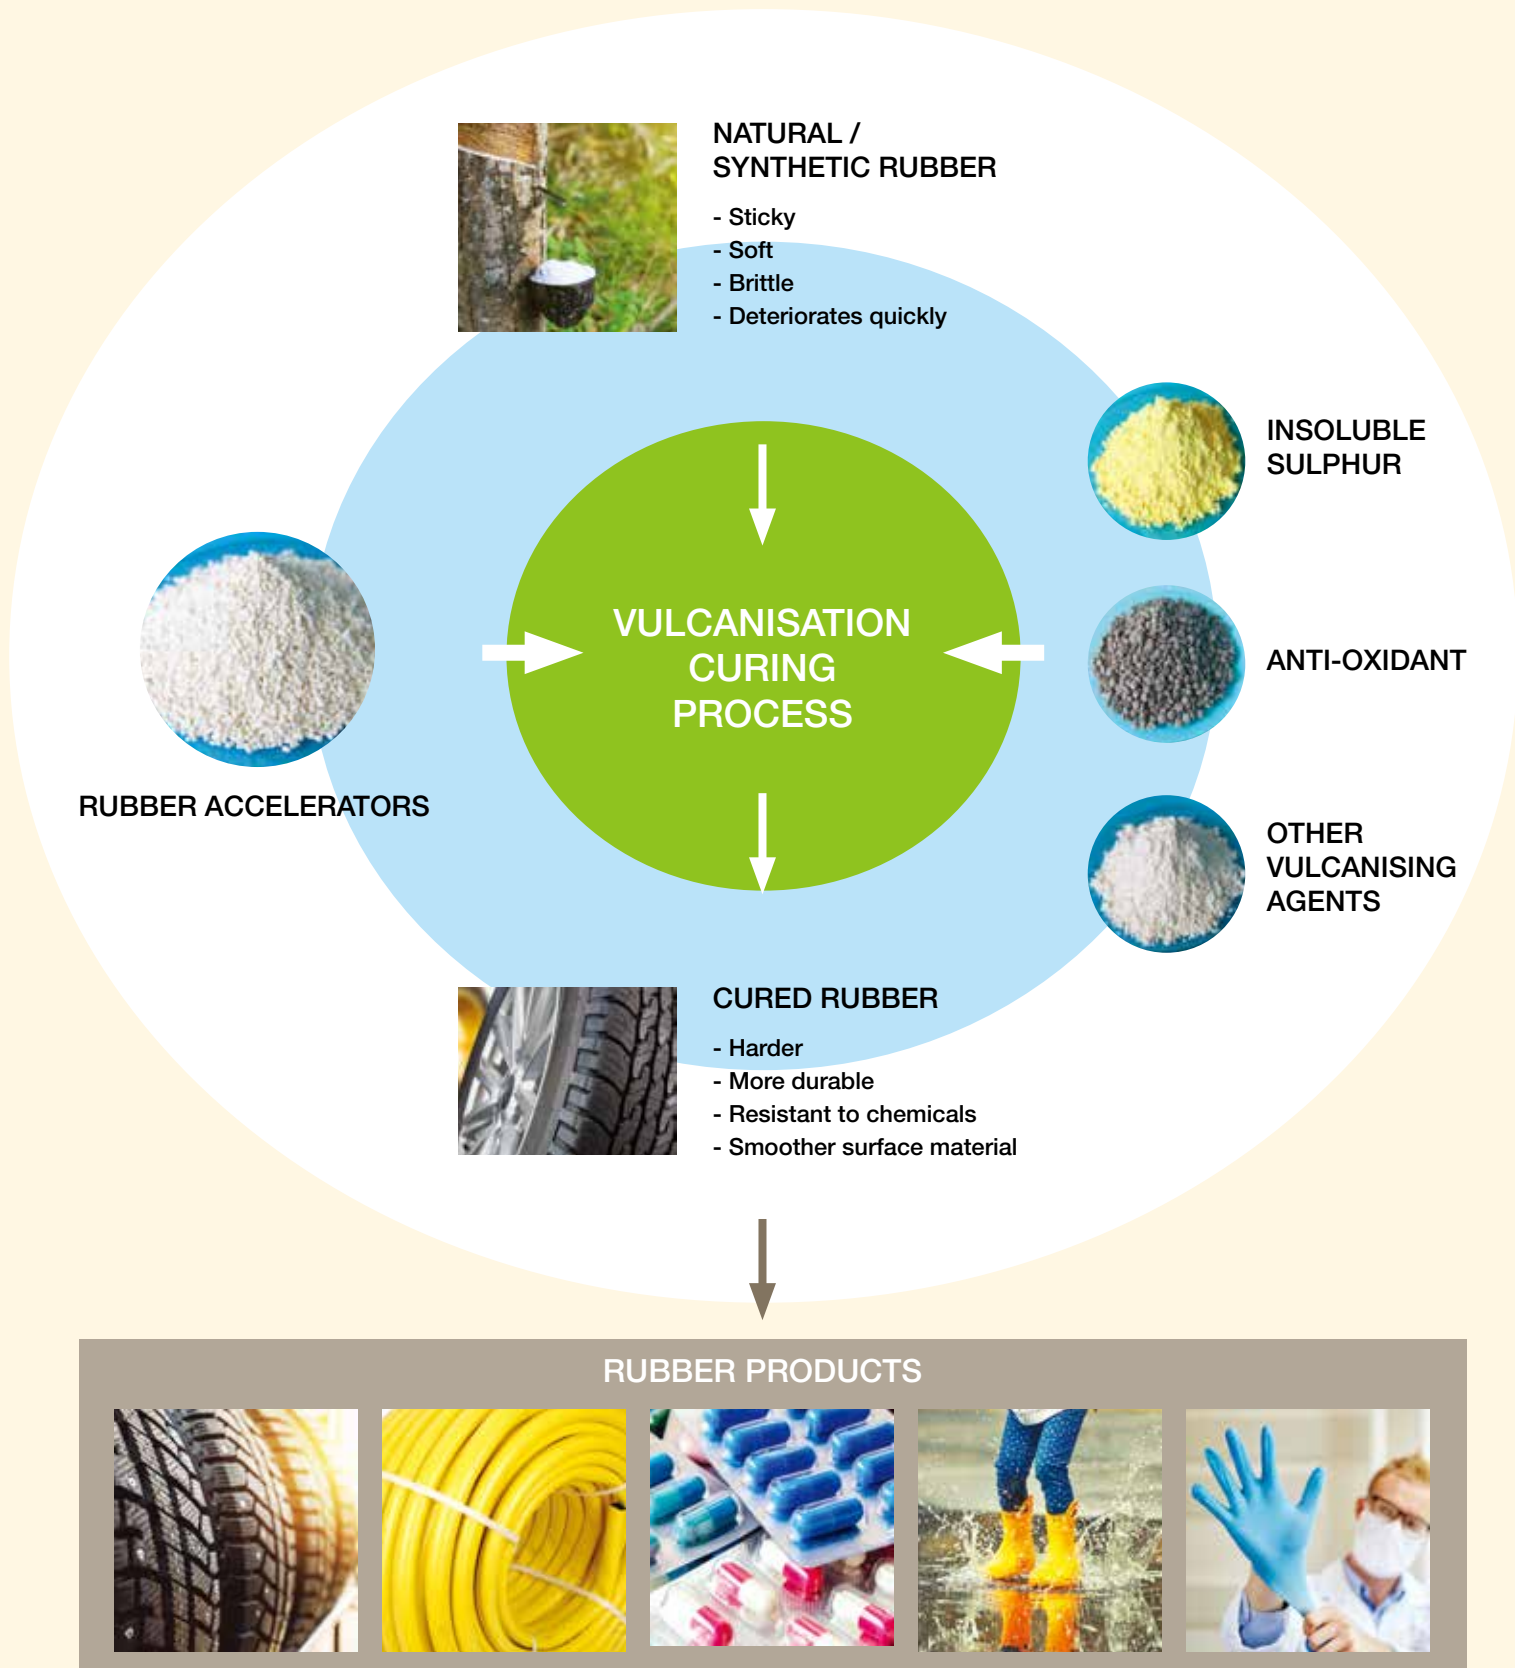 NATURAL /
SYNTHETIC RUBBER
- Sticky
- Soft
- Brittle
- Deteriorates quickly
INSOLUBLE
SULPHUR
VULCANISATION
CURING
PROCESS
ANTI-OXIDANT
RUBBER ACCELERATORS
OTHER
VULCANISING
AGENTS
CURED RUBBER
- Harder
- More durable
- Resistant to chemicals
- Smoother surface material
RUBBER PRODUCTS